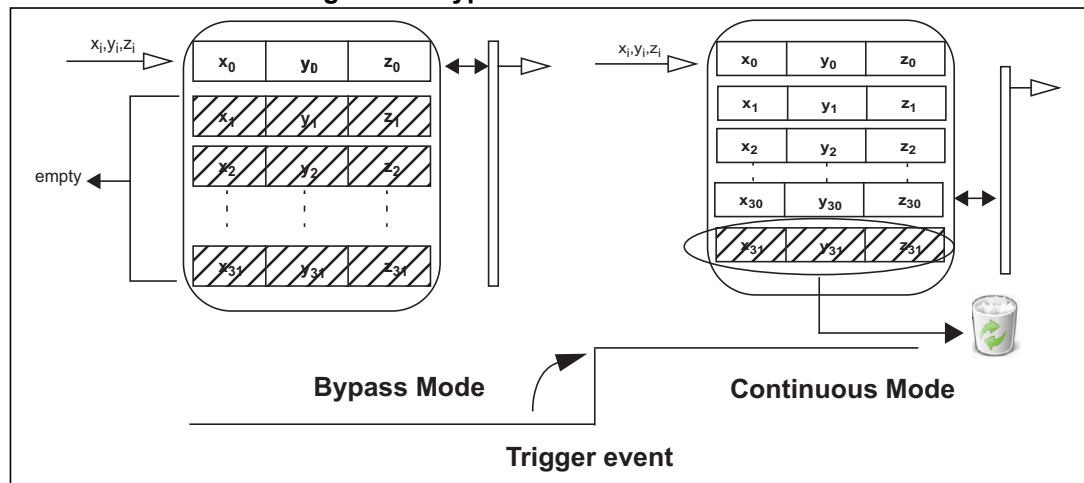 xi,yi,zi
x0 yD z0
x1 y1 z1
x2 y2 z2
empty
x31 y31 z31
xi,yi,zi
x0 y0 z0
x1 y1 z1
x2 y2 z2
x30 y30 z30
x31 y31 z31
Bypass Mode
Continuous Mode
Trigger event